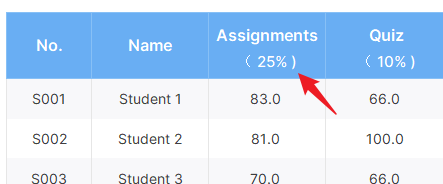 No. Name Assignments Quiz
( 25% ) ( 10% )
S001 Student 1 83.0 66.0
S002 Student 2 81.0 100.0
S003 Student 3 70.0 66.0